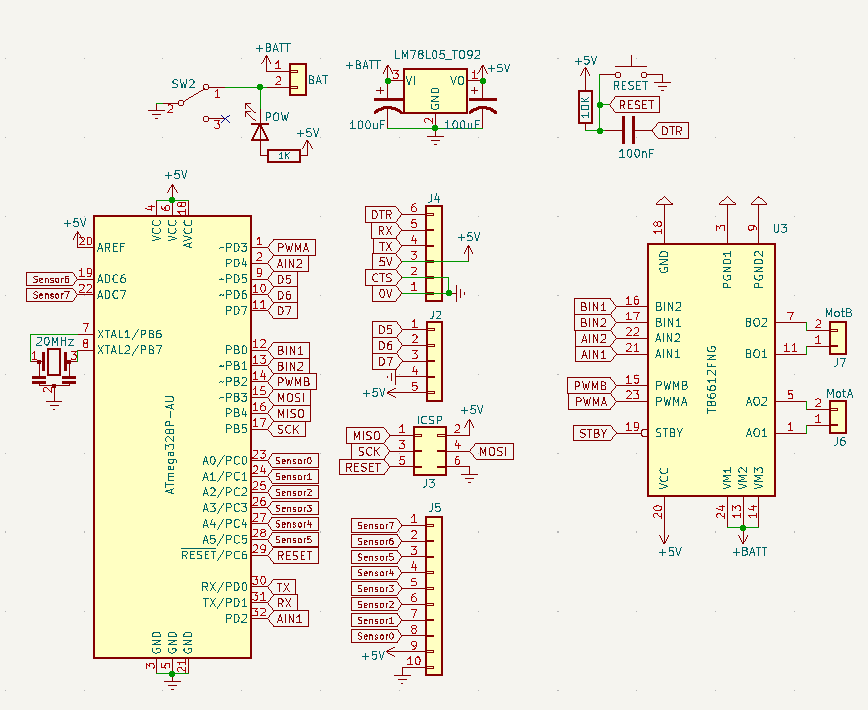 +BATT
SW2
1
2
3
1
2
BAT
POW
+5V
1K
LM78L05_TO92
+BATT
3
VI
VO
1
+5V
GND
2
+
+
100uF
100uF
+5V
10K
RESET
RESET
DTR
100nF
+5V
4
6
18
VCC
VCC
AVCC
+5V
20
AREF
Sensor6
19
ADC6
Sensor7
22
ADC7
20MHz
1
3
2
7
XTAL1/PB6
8
XTAL2/PB7
ATmega328P-AU
~PD3
1
PWMA
PD4
2
AIN2
~PD5
9
D5
~PD6
10
D6
PD7
11
D7
PB0
12
BIN1
~PB1
13
BIN2
~PB2
14
PWMB
~PB3
15
MOSI
PB4
16
MISO
PB5
17
SCK
A0/PC0
23
Sensor0
A1/PC1
24
Sensor1
A2/PC2
25
Sensor2
A3/PC3
26
Sensor3
A4/PC4
27
Sensor4
A5/PC5
28
Sensor5
RESET/PC6
29
RESET
RX/PD0
30
TX
TX/PD1
31
RX
PD2
32
AIN1
GND
GND
GND
3
5
21
J4
DTR
6
RX
5
TX
4
5V
3
+5V
CTS
2
0V
1
J2
D5
1
D6
2
D7
3
4
+5V
5
ICSP
+5V
MISO
1
2
SCK
3
4
MOSI
RESET
5
6
J3
J5
Sensor7
1
Sensor6
2
Sensor5
3
Sensor4
4
Sensor3
5
Sensor2
6
Sensor1
7
Sensor0
8
+5V
9
10
U3
18
3
9
GND
PGND1
PGND2
TB6612FNG
BIN1
16
BIN2
BIN2
17
BIN1
AIN2
22
AIN2
AIN1
21
AIN1
PWMB
15
PWMB
PWMA
23
PWMA
STBY
19
STBY
BO2
7
BO1
11
AO2
5
AO1
1
MotB
2
1
J7
MotA
2
1
J6
VCC
VM1
VM2
VM3
20
24
13
14
+5V
+BATT